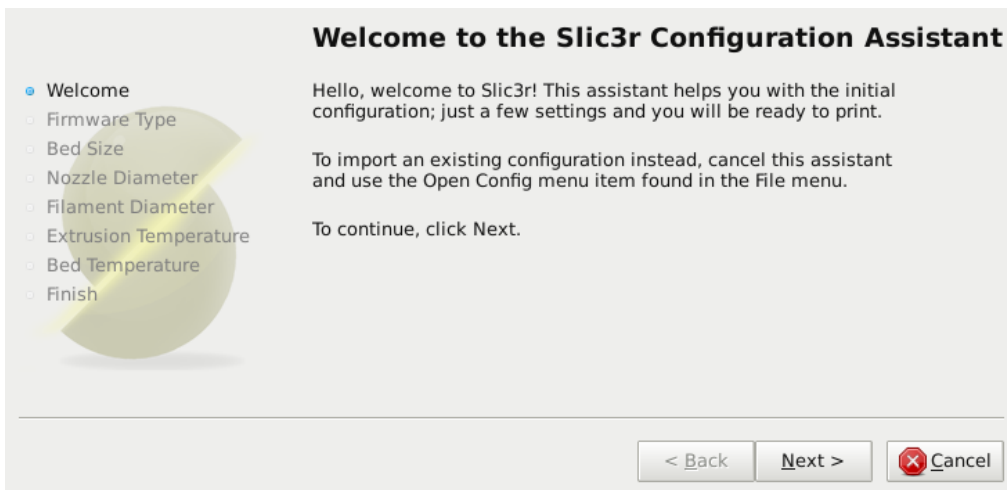 Welcome to the Slic3r Configuration Assistant
Welcome
Firmware Type
Bed Size
Nozzle Diameter
Filament Diameter
Extrusion Temperature
Bed Temperature
Finish
Hello, welcome to Slic3r! This assistant helps you with the initial
configuration; just a few settings and you will be ready to print.
To import an existing configuration instead, cancel this assistant
and use the Open Config menu item found in the File menu.
To continue, click Next.
< Back
Next >
Cancel